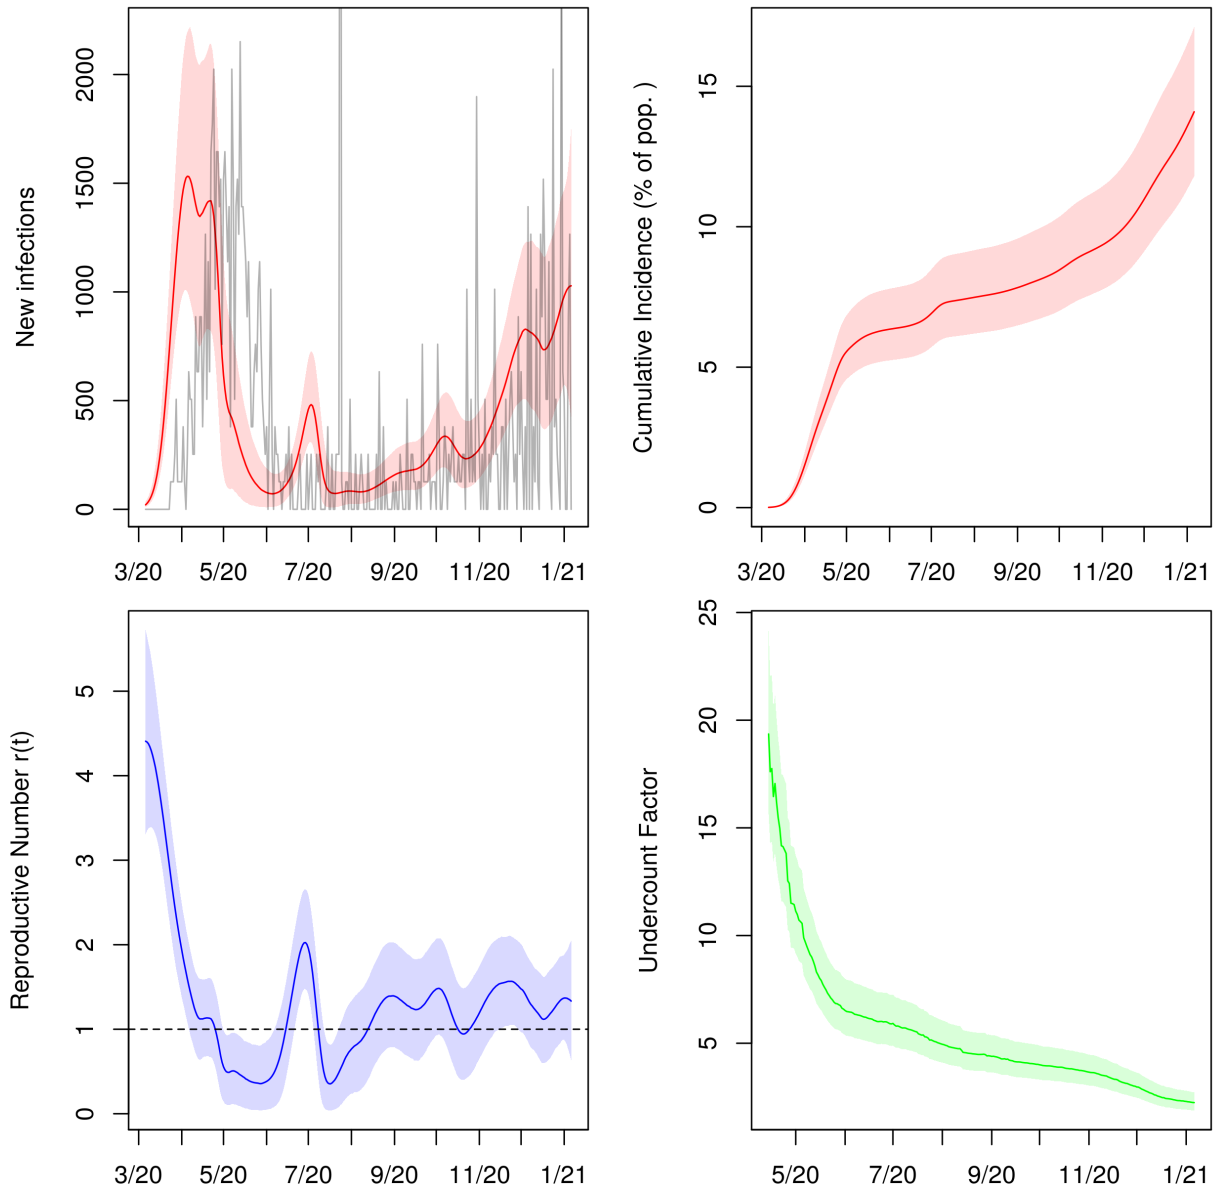 New infections
2000
1500
1000
500
0
3/20 5/20 7/20 9/20 11/20 1/21
Cumulative Incidence (% of pop. )
15
10
5
0
3/20 5/20 7/20 9/20 11/20 1/21
Reproductive Number r(t)
5
4
3
2
1
0
3/20 5/20 7/20 9/20 11/20 1/21
Undercount Factor
25
20
15
10
5
5/20 7/20 9/20 11/20 1/21